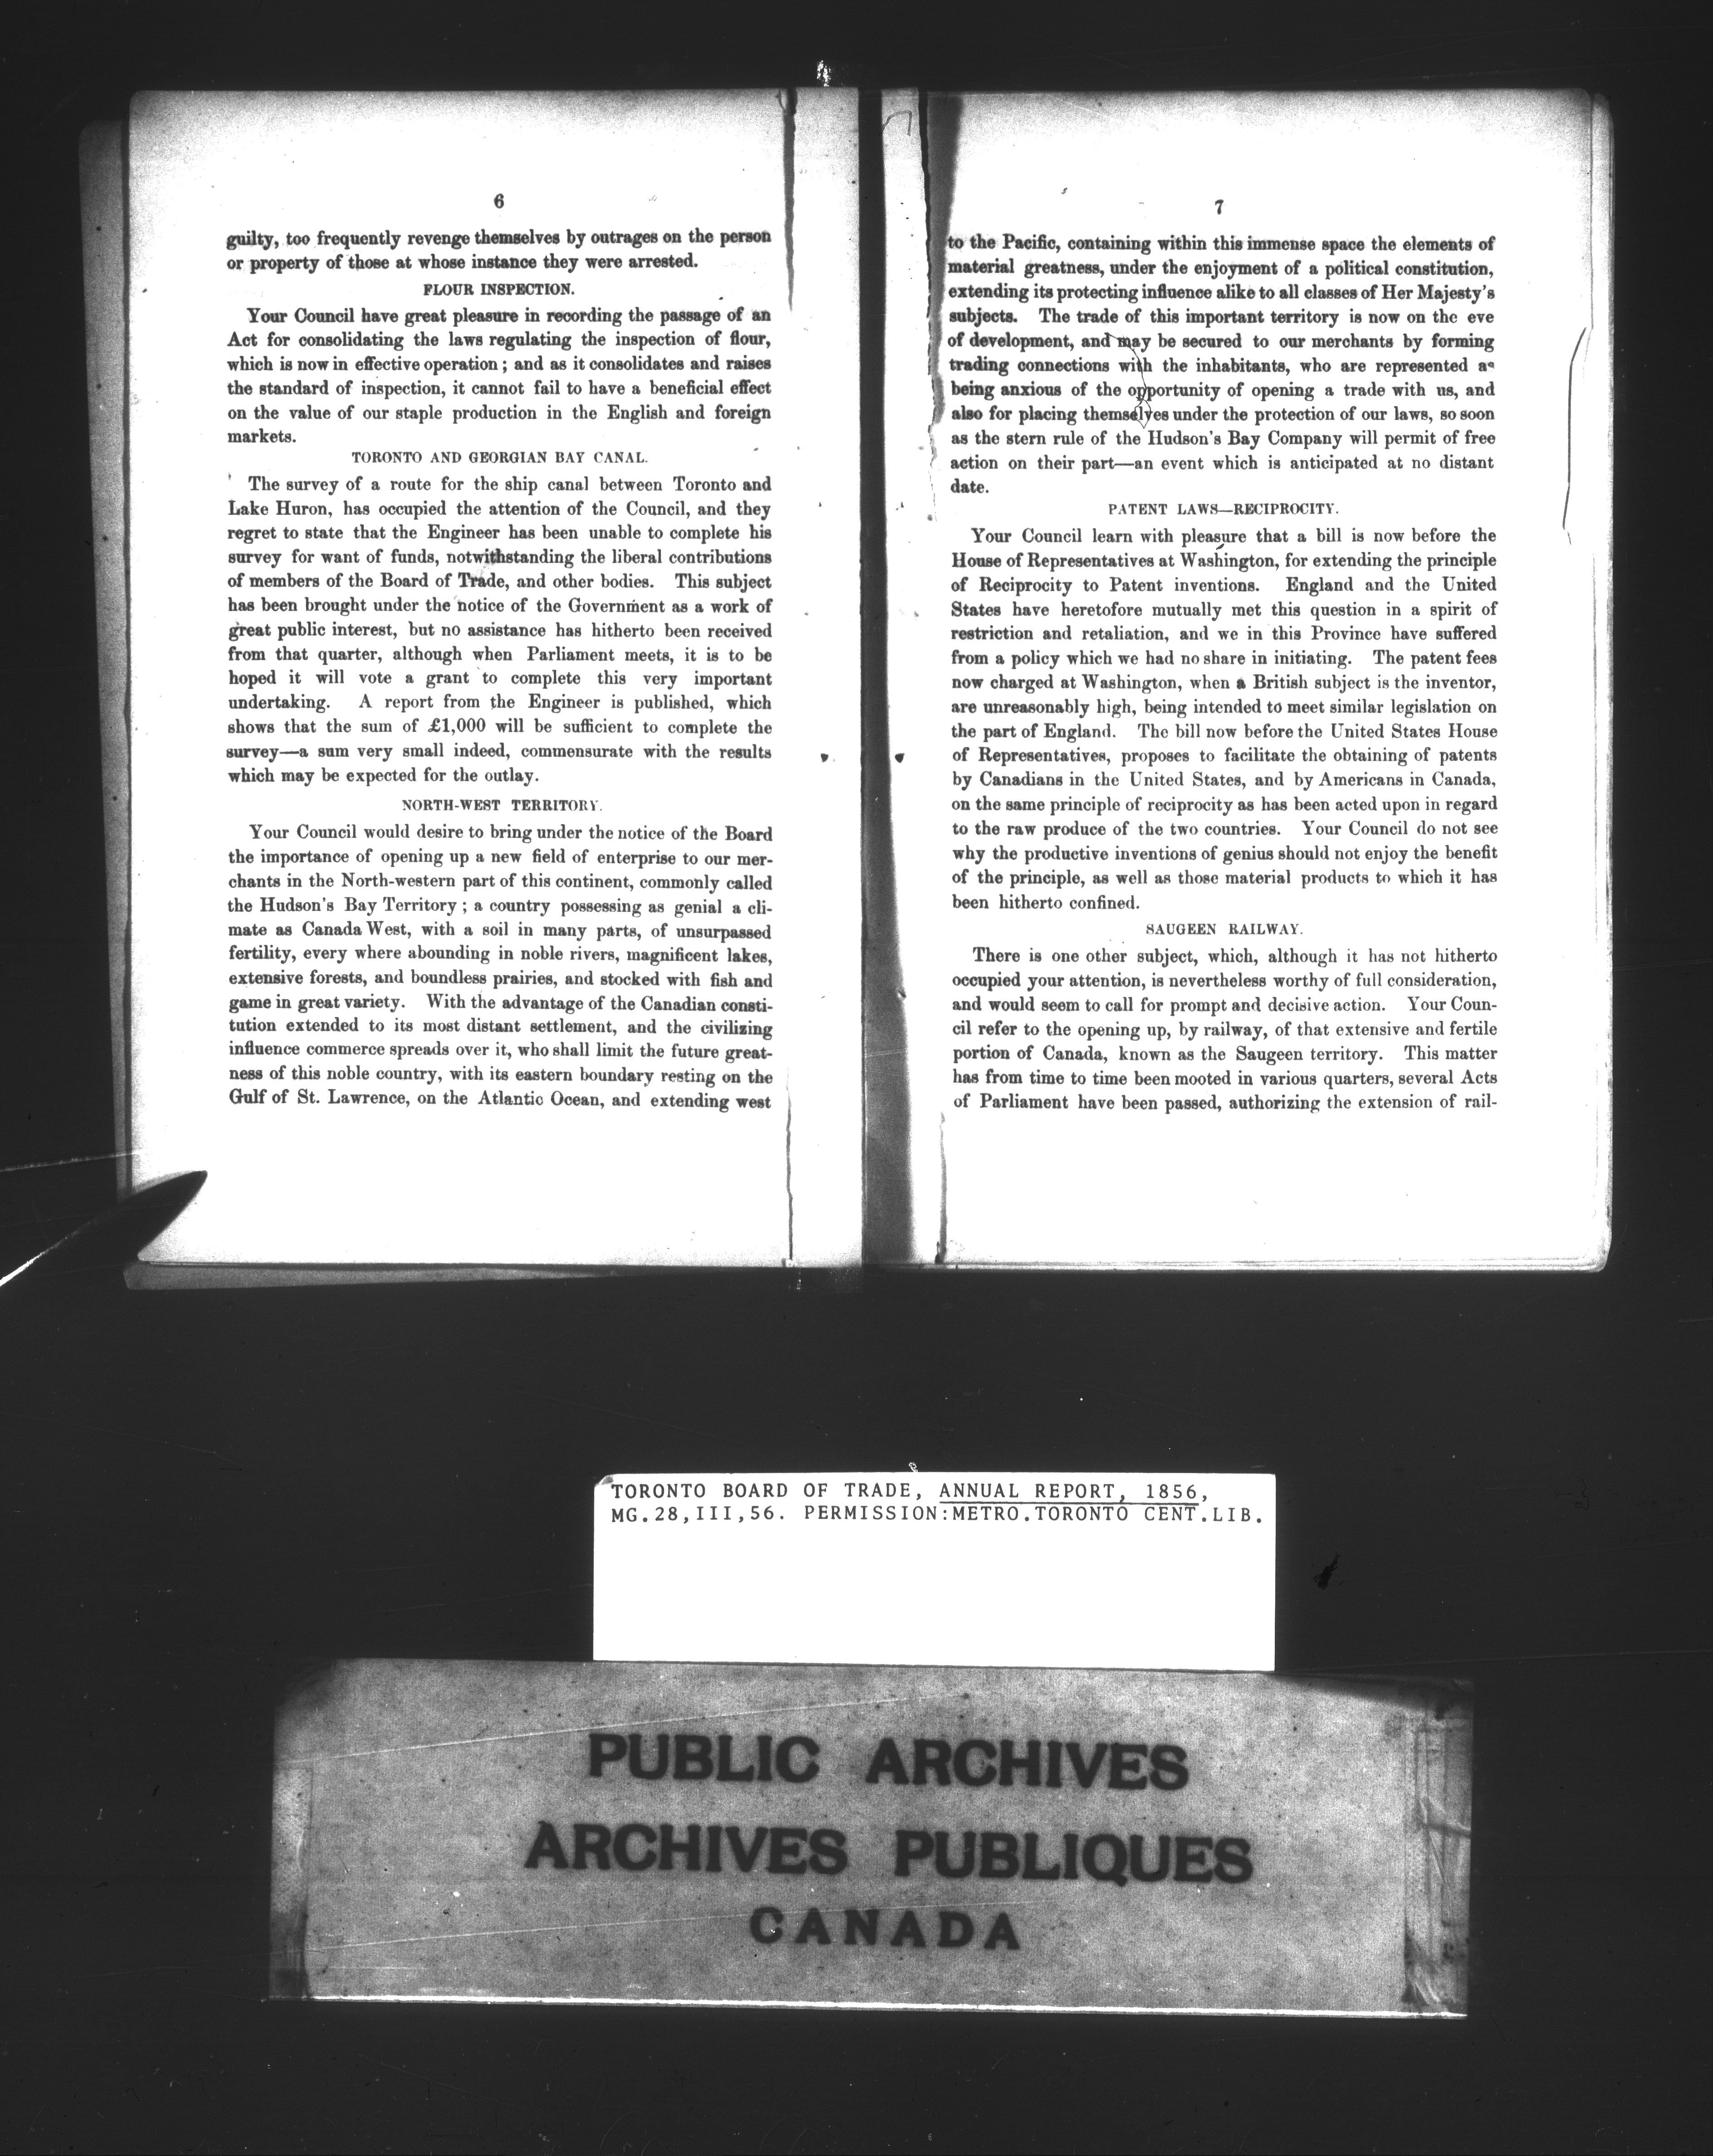 6
guilty, too frequently revenge themselves by outrages on the person
or property of those at whose instance they were arrested.
FLOUR INSPECTION.
Your Council have great pleasure in recording the passage of an
Act for consolidating the laws regulating the inspection of flour,
which is now in effective operation ; and as it consolidates and raises
the standard of inspection, it cannot fail to have a beneficial effect
on the value of our staple production in the English and foreign
markets.
TORONTO AND GEORGIAN BAY CANAL.
The survey of a route for the ship canal between Toronto and
Lake Huron, has occupied the attention of the Council, and they
regret to state that the Engineer has been unable to complete his
survey for want of funds, notwithstanding the liberal contributions
of members of the Board of Trade, and other bodies. This subject
has been brought under the notice of the Government as a work of
great public interest, but no assistance has hitherto been received
from that quarter, although when Parliament meets, it is to be
hoped it will vote a grant to complete this very important
undertaking. A report from the Engineer is published, which
shows that the sum of £1,000 will be sufficient to complete the
survey—a sum very small indeed, commensurate with the results
which may be expected for the outlay.
NORTH-WEST TERRITORY.
Your Council would desire to bring under the notice of the Board
the importance of opening up a new field of enterprise to our mer-
chants in the North-western part of this continent, commonly called
the Hudson's Bay Territory ; a country possessing as genial a cli-
mate as Canada West, with a soil in many parts, of unsurpassed
fertility, every where abounding in noble rivers, magnificent lakes,
extensive forests, and boundless prairies, and stocked with fish and
game in great variety. With the advantage of the Canadian consti-
tution extended to its most distant settlement, and the civilizing
influence commerce spreads over it, who shall limit the future great-
ness of this noble country, with its eastern boundary resting on the
Gulf of St. Lawrence, on the Atlantic Ocean, and extending west
7
to the Pacific, containing within this immense space the elements of
material greatness, under the enjoyment of a political constitution,
extending its protecting influence alike to all classes of Her Majesty's
subjects. The trade of this important territory is now on the eve
of development, and may be secured to our merchants by forming
trading connections with the inhabitants, who are represented as
being anxious of the opportunity of opening a trade with us, and
also for placing themselves under the protection of our laws, so soon
as the stern rule of the Hudson's Bay Company will permit of free
action on their part—an event which is anticipated at no distant
date.
PATENT LAWS—RECIPROCITY.
Your Council learn with pleasure that a bill is now before the
House of Representatives at Washington, for extending the principle
of Reciprocity to Patent inventions. England and the United
States have heretofore mutually met this question in a spirit of
restriction and retaliation, and we in this Province have suffered
from a policy which we had no share in initiating. The patent fees
now charged at Washington, when a British subject is the inventor,
are unreasonably high, being intended to meet similar legislation on
the part of England. The bill now before the United States House
of Representatives, proposes to facilitate the obtaining of patents
by Canadians in the United States, and by Americans in Canada,
on the same principle of reciprocity as has been acted upon in regard
to the raw produce of the two countries. Your Council do not see
why the productive inventions of genius should not enjoy the benefit
of the principle, as well as those material products to which it has
been hitherto confined.
SAUGEEN RAILWAY.
There is one other subject, which, although it has not hitherto
occupied your attention, is nevertheless worthy of full consideration,
and would seem to call for prompt and decisive action. Your Coun-
cil refer to the opening up, by railway, of that extensive and fertile
portion of Canada, known as the Saugeen territory. This matter
has from time to time been mooted in various quarters, several Acts
of Parliament have been passed, authorizing the extension of rail-
TORONTO BOARD OF TRADE, ANNUAL REPORT, 1856,
MG.28,III,56. PERMISSION:METRO.TORONTO CENT.LIB.
PUBLIC ARCHIVES
ARCHIVES PUBLIQUES
CANADA